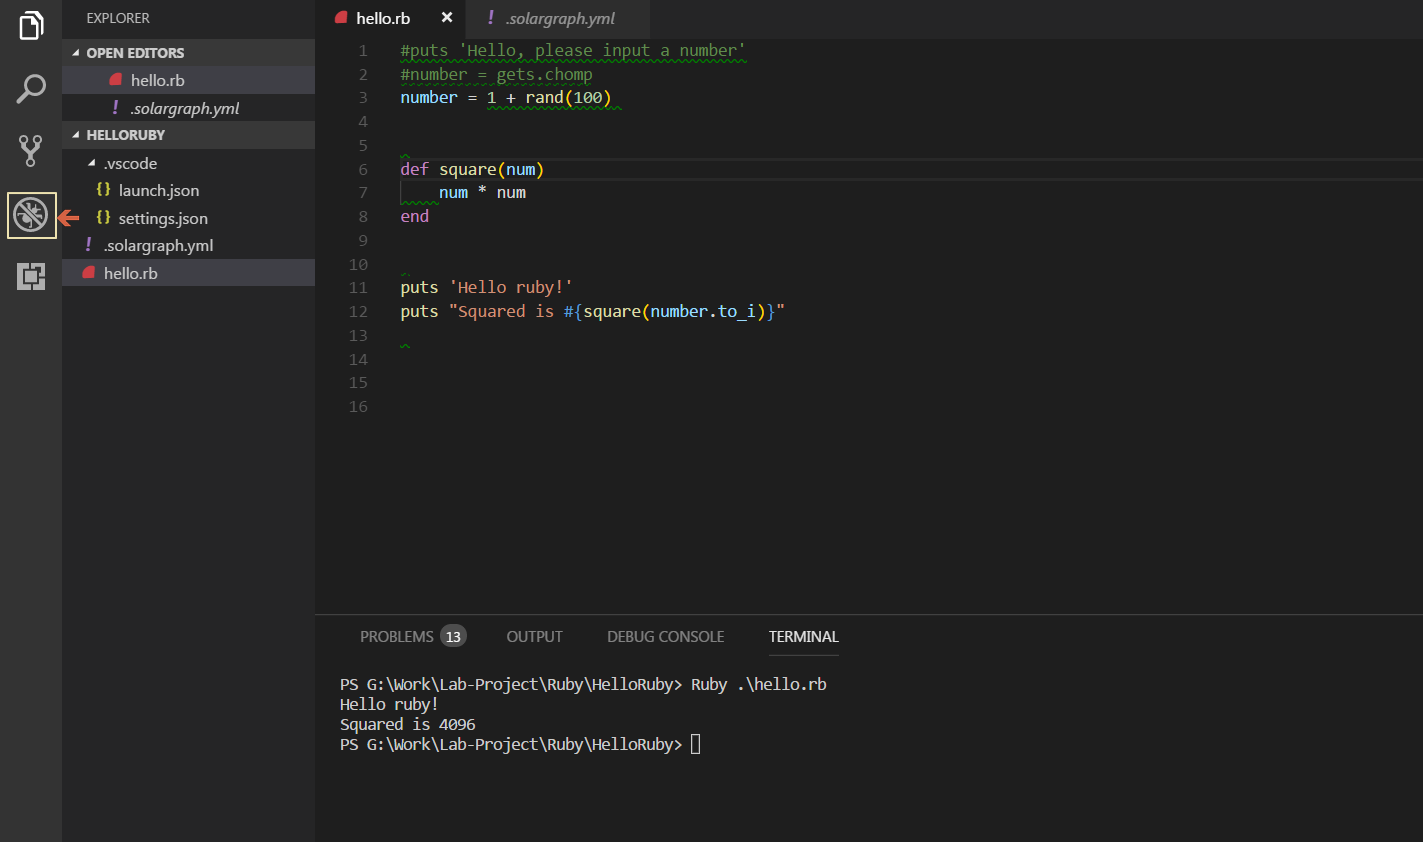 EXPLORER
OPEN EDITORS
hello.rb
! .solargraph.yml
HELLORUBY
.vscode
{} launch.json
{} settings.json
! .solargraph.yml
hello.rb
hello.rb × ! .solargraph.yml
1 #puts 'Hello, please input a number'
2 #number = gets.chomp
3 number = 1 + rand(100)
4
5
6 def square(num)
7     num * num
8 end
9
10
11 puts 'Hello ruby!'
12 puts "Squared is #{square(number.to_i)}"
13
14
15
16
PROBLEMS 13 OUTPUT DEBUG CONSOLE TERMINAL
PS G:\Work\Lab-Project\Ruby\HelloRuby> Ruby .\hello.rb
Hello ruby!
Squared is 4096
PS G:\Work\Lab-Project\Ruby\HelloRuby>